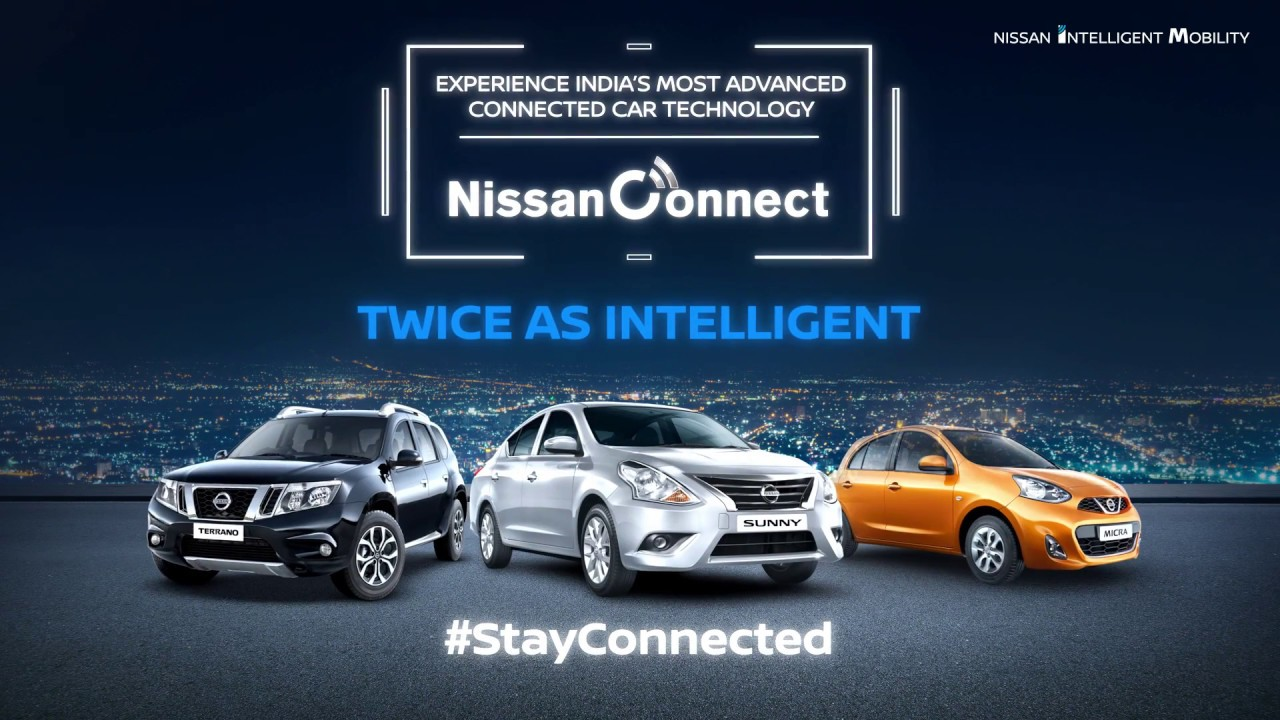 NISSAN INTELLIGENT MOBILITY
EXPERIENCE INDIA'S MOST ADVANCED
CONNECTED CAR TECHNOLOGY
NissanConnect
TWICE AS INTELLIGENT
TERRANO
SUNNY
MICRA
#StayConnected